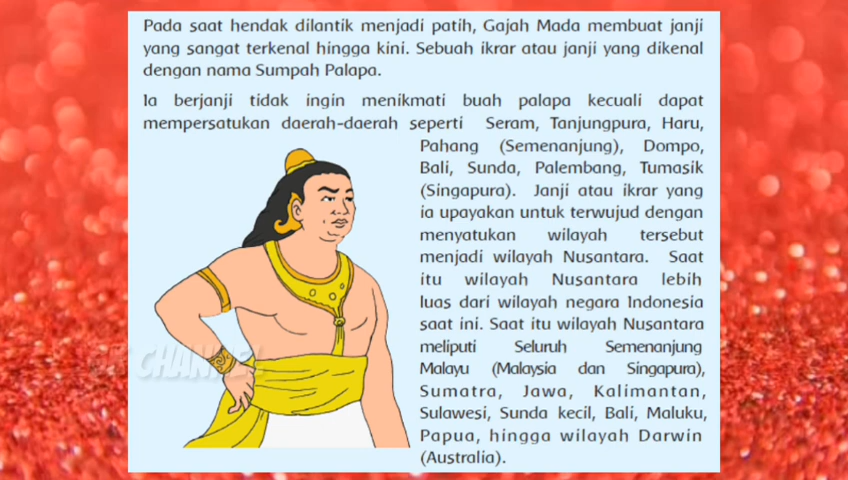 Pada saat hendak dilantik menjadi patih, Gajah Mada membuat janji
yang sangat terkenal hingga kini. Sebuah ikrar atau janji yang dikenal
dengan nama Sumpah Palapa.
Ia berjanji tidak ingin menikmati buah palapa kecuali dapat
mempersatukan daerah-daerah seperti Seram, Tanjungpura, Haru,
Pahang (Semenanjung), Dompo,
Bali, Sunda, Palembang, Tumasik
(Singapura). Janji atau ikrar yang
ia upayakan untuk terwujud dengan
menyatukan wilayah tersebut
menjadi wilayah Nusantara. Saat
itu wilayah Nusantara lebih
luas dari wilayah negara Indonesia
saat ini. Saat itu wilayah Nusantara
meliputi Seluruh Semenanjung
Malayu (Malaysia dan Singapura),
Sumatra, Jawa, Kalimantan,
Sulawesi, Sunda kecil, Bali, Maluku,
Papua, hingga wilayah Darwin
(Australia).
CHANNEL